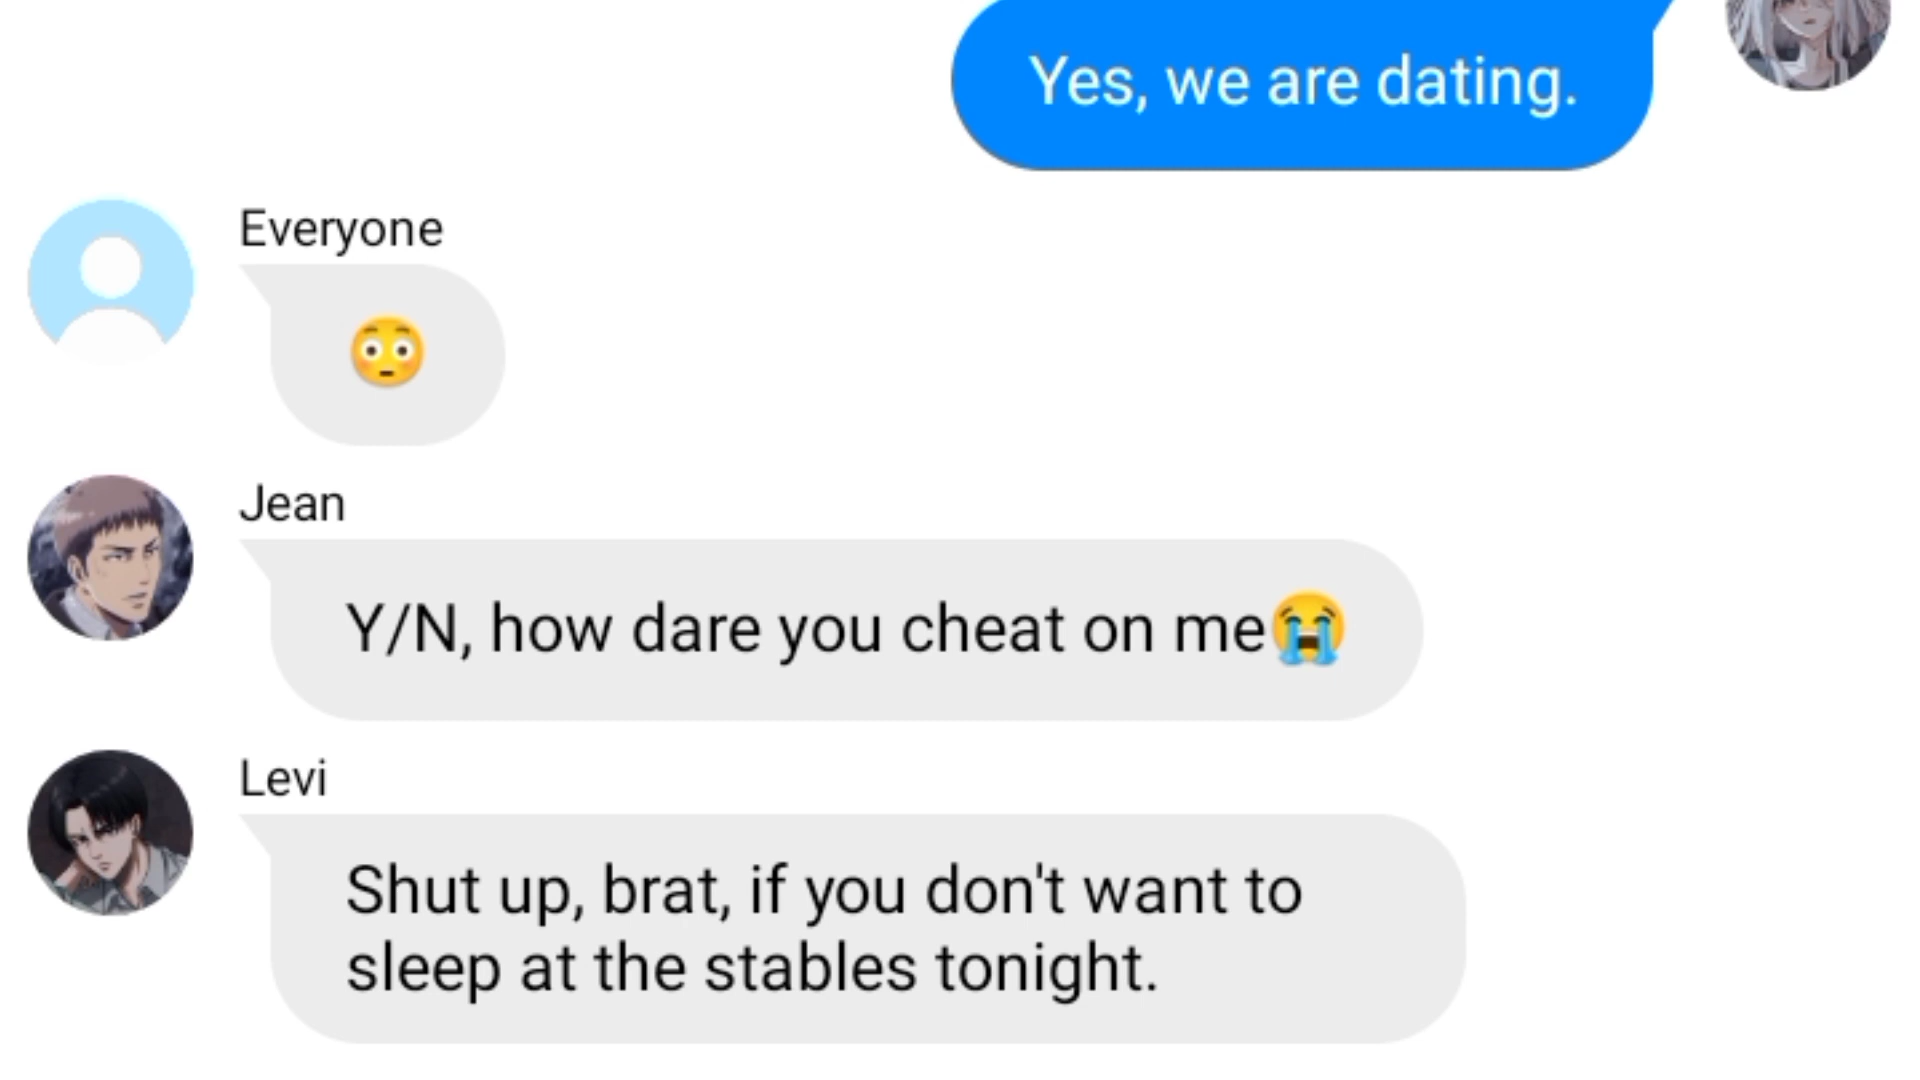 Yes, we are dating.
Everyone
😳
Jean
Y/N, how dare you cheat on me😭
Levi
Shut up, brat, if you don't want to
sleep at the stables tonight.